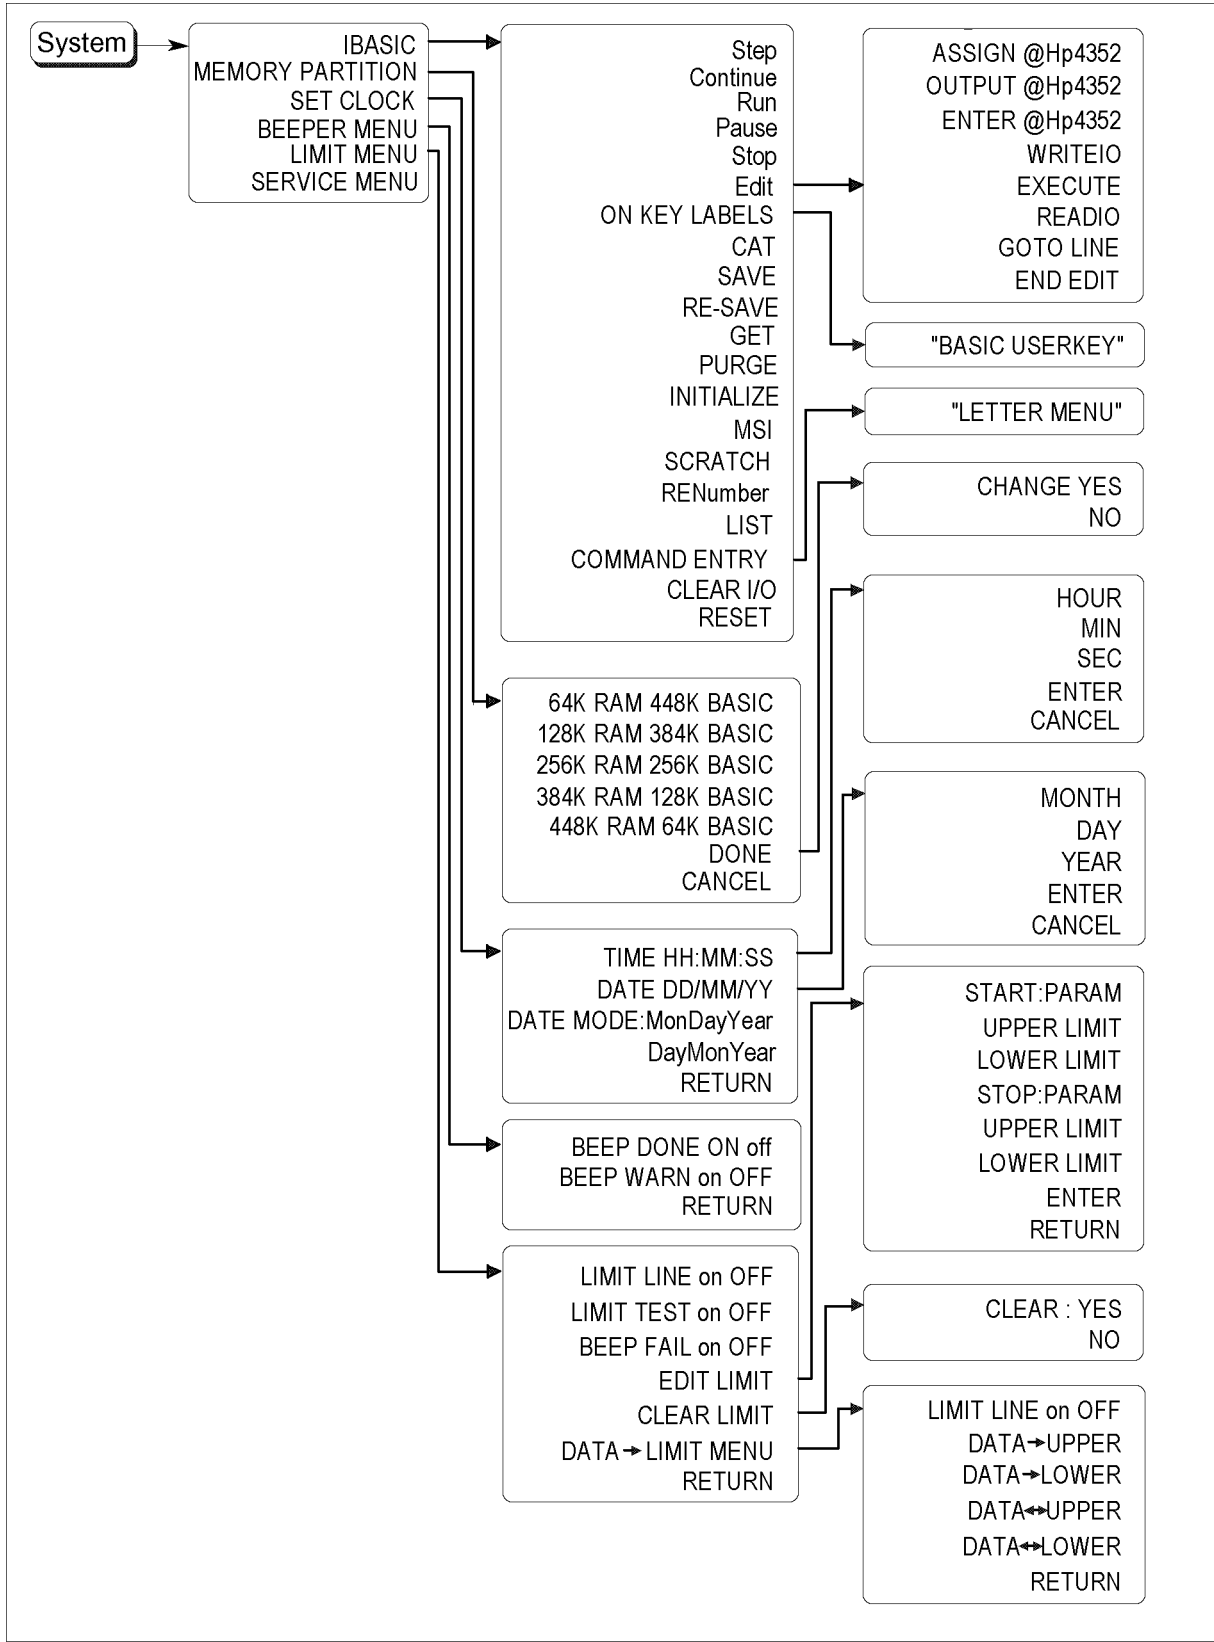 System
IBASIC
MEMORY PARTITION
SET CLOCK
BEEPER MENU
LIMIT MENU
SERVICE MENU
Step
Continue
Run
Pause
Stop
Edit
ON KEY LABELS
CAT
SAVE
RE-SAVE
GET
PURGE
INITIALIZE
MSI
SCRATCH
RENumber
LIST
COMMAND ENTRY
CLEAR I/O
RESET
ASSIGN @Hp4352
OUTPUT @Hp4352
ENTER @Hp4352
WRITEIO
EXECUTE
READIO
GOTO LINE
END EDIT
"BASIC USERKEY"
"LETTER MENU"
64K RAM 448K BASIC
128K RAM 384K BASIC
256K RAM 256K BASIC
384K RAM 128K BASIC
448K RAM 64K BASIC
DONE
CANCEL
CHANGE YES
NO
TIME HH:MM:SS
DATE DD/MM/YY
DATE MODE:MonDayYear
DayMonYear
RETURN
HOUR
MIN
SEC
ENTER
CANCEL
MONTH
DAY
YEAR
ENTER
CANCEL
BEEP DONE ON off
BEEP WARN on OFF
RETURN
LIMIT LINE on OFF
LIMIT TEST on OFF
BEEP FAIL on OFF
EDIT LIMIT
CLEAR LIMIT
DATA→LIMIT MENU
RETURN
START:PARAM
UPPER LIMIT
LOWER LIMIT
STOP:PARAM
UPPER LIMIT
LOWER LIMIT
ENTER
RETURN
CLEAR : YES
NO
LIMIT LINE on OFF
DATA→UPPER
DATA→LOWER
DATA↔UPPER
DATA↔LOWER
RETURN